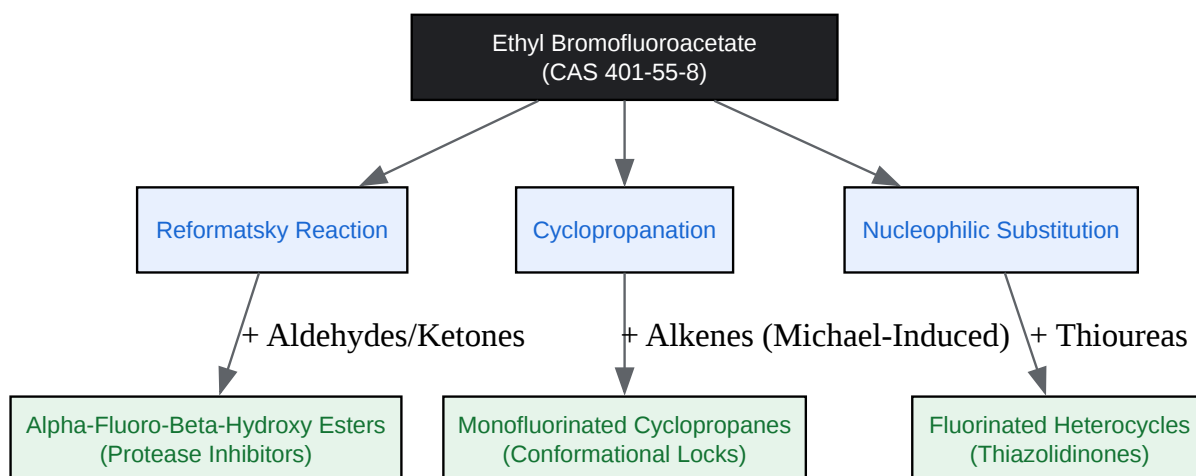 Ethyl Bromofluoroacetate
(CAS 401-55-8)
Reformatsky Reaction
Cyclopropanation
Nucleophilic Substitution
+ Aldehydes/Ketones
+ Alkenes (Michael-Induced)
+ Thioureas
Alpha-Fluoro-Beta-Hydroxy Esters
(Protease Inhibitors)
Monofluorinated Cyclopropanes
(Conformational Locks)
Fluorinated Heterocycles
(Thiazolidinones)